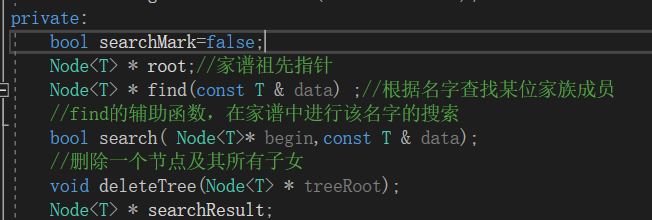 private:
bool searchMark=false;
Node<T> * root;//家谱祖先指针
Node<T> * find(const T & data) ;//根据名字查找某位家族成员
//find的辅助函数，在家谱中进行该名字的搜索
bool search( Node<T>* begin,const T & data);
//删除一个节点及其所有子女
void deleteTree(Node<T> * treeRoot);
Node<T> * searchResult;